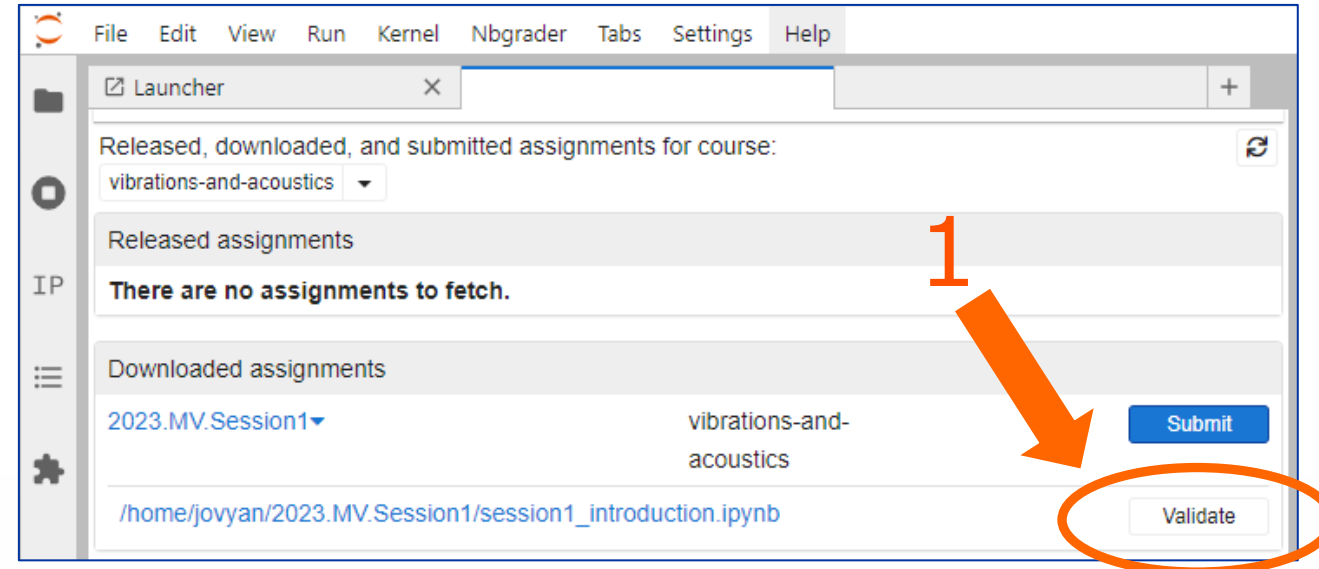 File Edit View Run Kernel Nbgrader Tabs Settings Help
Launcher
Released, downloaded, and submitted assignments for course:
vibrations-and-acoustics
Released assignments
1
IP
There are no assignments to fetch.
Downloaded assignments
2023.MV.Session1 vibrations-and-acoustics Submit
/home/jovyan/2023.MV.Session1/session1_introduction.ipynb Validate